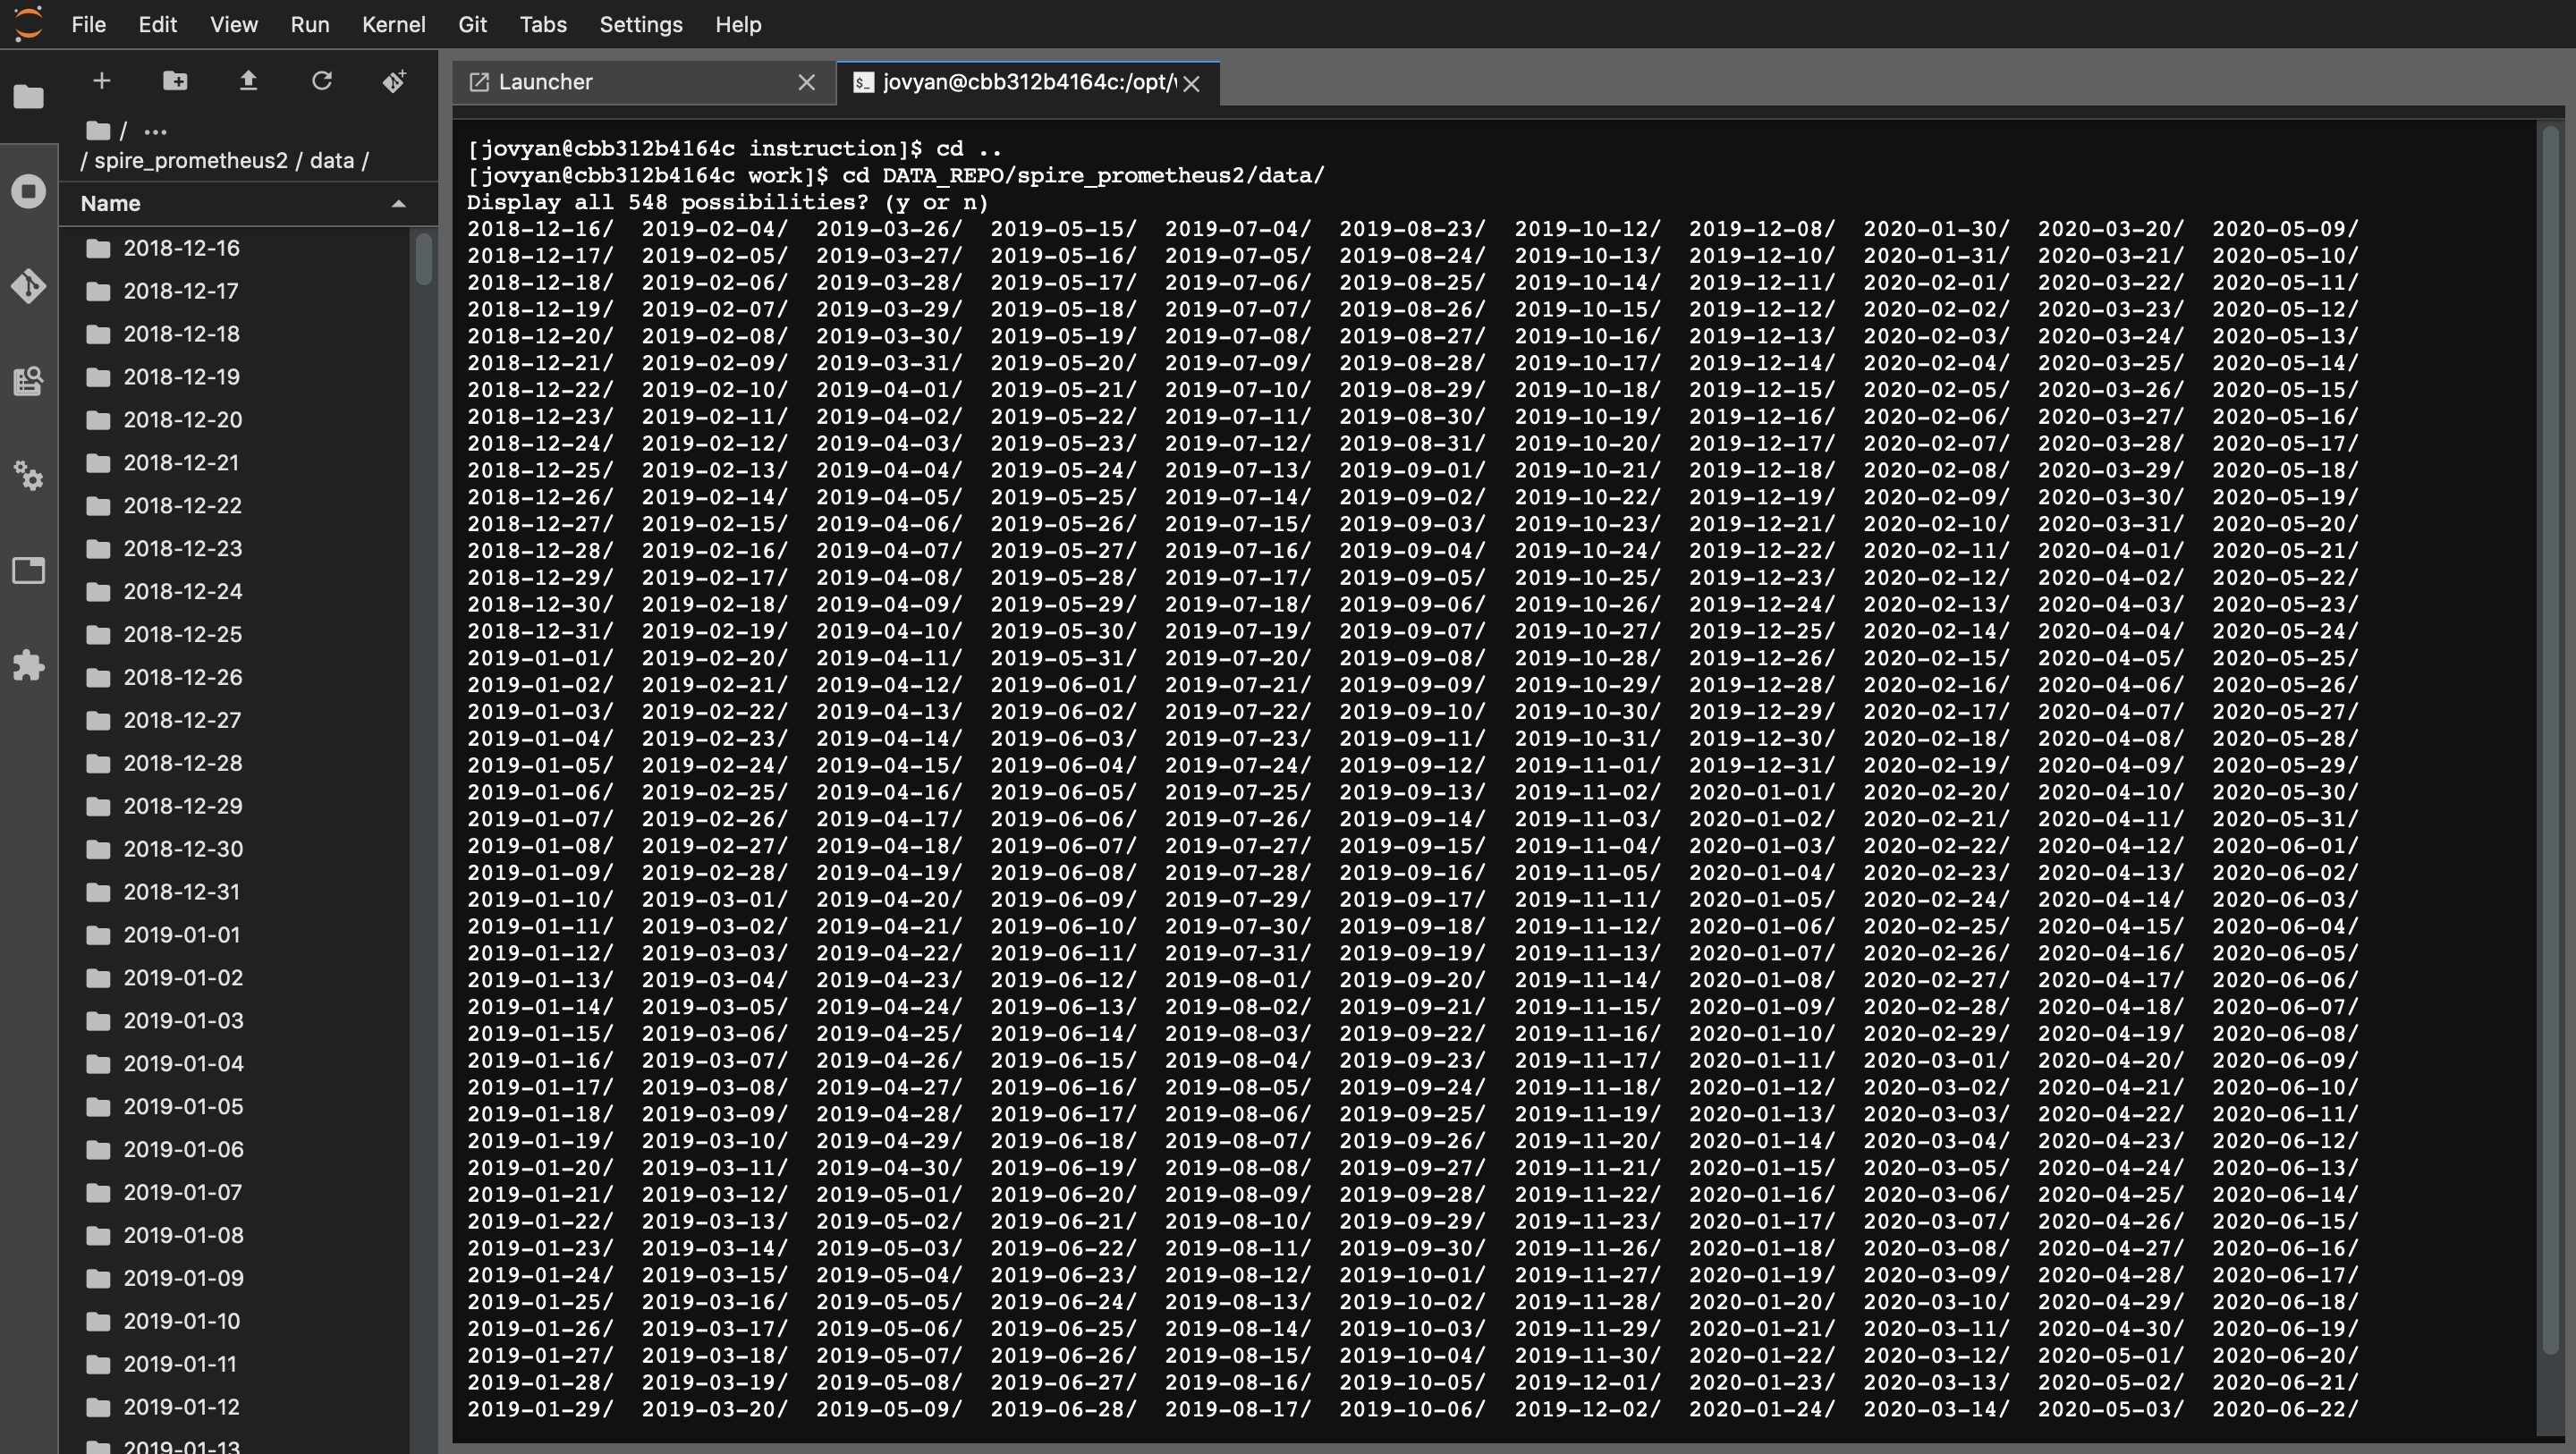 File Edit View Run Kernel Git Tabs Settings Help
Launcher
jovyan@cbb312b4164c:/opt/
/ ...
/ spire_prometheus2 / data /
Name
2018-12-16
2018-12-17
2018-12-18
2018-12-19
2018-12-20
2018-12-21
2018-12-22
2018-12-23
2018-12-24
2018-12-25
2018-12-26
2018-12-27
2018-12-28
2018-12-29
2018-12-30
2018-12-31
2019-01-01
2019-01-02
2019-01-03
2019-01-04
2019-01-05
2019-01-06
2019-01-07
2019-01-08
2019-01-09
2019-01-10
2019-01-11
2019-01-12
2019-01-13
[jovyan@cbb312b4164c instruction]$ cd ..
[jovyan@cbb312b4164c work]$ cd DATA_REPO/spire_prometheus2/data/
Display all 548 possibilities? (y or n)
2018-12-16/ 2019-02-04/ 2019-03-26/ 2019-05-15/ 2019-07-04/ 2019-08-23/ 2019-10-12/ 2019-12-08/ 2020-01-30/ 2020-03-20/ 2020-05-09/
2018-12-17/ 2019-02-05/ 2019-03-27/ 2019-05-16/ 2019-07-05/ 2019-08-24/ 2019-10-13/ 2019-12-10/ 2020-01-31/ 2020-03-21/ 2020-05-10/
2018-12-18/ 2019-02-06/ 2019-03-28/ 2019-05-17/ 2019-07-06/ 2019-08-25/ 2019-10-14/ 2019-12-11/ 2020-02-01/ 2020-03-22/ 2020-05-11/
2018-12-19/ 2019-02-07/ 2019-03-29/ 2019-05-18/ 2019-07-07/ 2019-08-26/ 2019-10-15/ 2019-12-12/ 2020-02-02/ 2020-03-23/ 2020-05-12/
2018-12-20/ 2019-02-08/ 2019-03-30/ 2019-05-19/ 2019-07-08/ 2019-08-27/ 2019-10-16/ 2019-12-13/ 2020-02-03/ 2020-03-24/ 2020-05-13/
2018-12-21/ 2019-02-09/ 2019-03-31/ 2019-05-20/ 2019-07-09/ 2019-08-28/ 2019-10-17/ 2019-12-14/ 2020-02-04/ 2020-03-25/ 2020-05-14/
2018-12-22/ 2019-02-10/ 2019-04-01/ 2019-05-21/ 2019-07-10/ 2019-08-29/ 2019-10-18/ 2019-12-15/ 2020-02-05/ 2020-03-26/ 2020-05-15/
2018-12-23/ 2019-02-11/ 2019-04-02/ 2019-05-22/ 2019-07-11/ 2019-08-30/ 2019-10-19/ 2019-12-16/ 2020-02-06/ 2020-03-27/ 2020-05-16/
2018-12-24/ 2019-02-12/ 2019-04-03/ 2019-05-23/ 2019-07-12/ 2019-08-31/ 2019-10-20/ 2019-12-17/ 2020-02-07/ 2020-03-28/ 2020-05-17/
2018-12-25/ 2019-02-13/ 2019-04-04/ 2019-05-24/ 2019-07-13/ 2019-09-01/ 2019-10-21/ 2019-12-18/ 2020-02-08/ 2020-03-29/ 2020-05-18/
2018-12-26/ 2019-02-14/ 2019-04-05/ 2019-05-25/ 2019-07-14/ 2019-09-02/ 2019-10-22/ 2019-12-19/ 2020-02-09/ 2020-03-30/ 2020-05-19/
2018-12-27/ 2019-02-15/ 2019-04-06/ 2019-05-26/ 2019-07-15/ 2019-09-03/ 2019-10-23/ 2019-12-21/ 2020-02-10/ 2020-03-31/ 2020-05-20/
2018-12-28/ 2019-02-16/ 2019-04-07/ 2019-05-27/ 2019-07-16/ 2019-09-04/ 2019-10-24/ 2019-12-22/ 2020-02-11/ 2020-04-01/ 2020-05-21/
2018-12-29/ 2019-02-17/ 2019-04-08/ 2019-05-28/ 2019-07-17/ 2019-09-05/ 2019-10-25/ 2019-12-23/ 2020-02-12/ 2020-04-02/ 2020-05-22/
2018-12-30/ 2019-02-18/ 2019-04-09/ 2019-05-29/ 2019-07-18/ 2019-09-06/ 2019-10-26/ 2019-12-24/ 2020-02-13/ 2020-04-03/ 2020-05-23/
2018-12-31/ 2019-02-19/ 2019-04-10/ 2019-05-30/ 2019-07-19/ 2019-09-07/ 2019-10-27/ 2019-12-25/ 2020-02-14/ 2020-04-04/ 2020-05-24/
2019-01-01/ 2019-02-20/ 2019-04-11/ 2019-05-31/ 2019-07-20/ 2019-09-08/ 2019-10-28/ 2019-12-26/ 2020-02-15/ 2020-04-05/ 2020-05-25/
2019-01-02/ 2019-02-21/ 2019-04-12/ 2019-06-01/ 2019-07-21/ 2019-09-09/ 2019-10-29/ 2019-12-28/ 2020-02-16/ 2020-04-06/ 2020-05-26/
2019-01-03/ 2019-02-22/ 2019-04-13/ 2019-06-02/ 2019-07-22/ 2019-09-10/ 2019-10-30/ 2019-12-29/ 2020-02-17/ 2020-04-07/ 2020-05-27/
2019-01-04/ 2019-02-23/ 2019-04-14/ 2019-06-03/ 2019-07-23/ 2019-09-11/ 2019-10-31/ 2019-12-30/ 2020-02-18/ 2020-04-08/ 2020-05-28/
2019-01-05/ 2019-02-24/ 2019-04-15/ 2019-06-04/ 2019-07-24/ 2019-09-12/ 2019-11-01/ 2019-12-31/ 2020-02-19/ 2020-04-09/ 2020-05-29/
2019-01-06/ 2019-02-25/ 2019-04-16/ 2019-06-05/ 2019-07-25/ 2019-09-13/ 2019-11-02/ 2020-01-01/ 2020-02-20/ 2020-04-10/ 2020-05-30/
2019-01-07/ 2019-02-26/ 2019-04-17/ 2019-06-06/ 2019-07-26/ 2019-09-14/ 2019-11-03/ 2020-01-02/ 2020-02-21/ 2020-04-11/ 2020-05-31/
2019-01-08/ 2019-02-27/ 2019-04-18/ 2019-06-07/ 2019-07-27/ 2019-09-15/ 2019-11-04/ 2020-01-03/ 2020-02-22/ 2020-04-12/ 2020-06-01/
2019-01-09/ 2019-02-28/ 2019-04-19/ 2019-06-08/ 2019-07-28/ 2019-09-16/ 2019-11-05/ 2020-01-04/ 2020-02-23/ 2020-04-13/ 2020-06-02/
2019-01-10/ 2019-03-01/ 2019-04-20/ 2019-06-09/ 2019-07-29/ 2019-09-17/ 2019-11-11/ 2020-01-05/ 2020-02-24/ 2020-04-14/ 2020-06-03/
2019-01-11/ 2019-03-02/ 2019-04-21/ 2019-06-10/ 2019-07-30/ 2019-09-18/ 2019-11-12/ 2020-01-06/ 2020-02-25/ 2020-04-15/ 2020-06-04/
2019-01-12/ 2019-03-03/ 2019-04-22/ 2019-06-11/ 2019-07-31/ 2019-09-19/ 2019-11-13/ 2020-01-07/ 2020-02-26/ 2020-04-16/ 2020-06-05/
2019-01-13/ 2019-03-04/ 2019-04-23/ 2019-06-12/ 2019-08-01/ 2019-09-20/ 2019-11-14/ 2020-01-08/ 2020-02-27/ 2020-04-17/ 2020-06-06/
2019-01-14/ 2019-03-05/ 2019-04-24/ 2019-06-13/ 2019-08-02/ 2019-09-21/ 2019-11-15/ 2020-01-09/ 2020-02-28/ 2020-04-18/ 2020-06-07/
2019-01-15/ 2019-03-06/ 2019-04-25/ 2019-06-14/ 2019-08-03/ 2019-09-22/ 2019-11-16/ 2020-01-10/ 2020-02-29/ 2020-04-19/ 2020-06-08/
2019-01-16/ 2019-03-07/ 2019-04-26/ 2019-06-15/ 2019-08-04/ 2019-09-23/ 2019-11-17/ 2020-01-11/ 2020-03-01/ 2020-04-20/ 2020-06-09/
2019-01-17/ 2019-03-08/ 2019-04-27/ 2019-06-16/ 2019-08-05/ 2019-09-24/ 2019-11-18/ 2020-01-12/ 2020-03-02/ 2020-04-21/ 2020-06-10/
2019-01-18/ 2019-03-09/ 2019-04-28/ 2019-06-17/ 2019-08-06/ 2019-09-25/ 2019-11-19/ 2020-01-13/ 2020-03-03/ 2020-04-22/ 2020-06-11/
2019-01-19/ 2019-03-10/ 2019-04-29/ 2019-06-18/ 2019-08-07/ 2019-09-26/ 2019-11-20/ 2020-01-14/ 2020-03-04/ 2020-04-23/ 2020-06-12/
2019-01-20/ 2019-03-11/ 2019-04-30/ 2019-06-19/ 2019-08-08/ 2019-09-27/ 2019-11-21/ 2020-01-15/ 2020-03-05/ 2020-04-24/ 2020-06-13/
2019-01-21/ 2019-03-12/ 2019-05-01/ 2019-06-20/ 2019-08-09/ 2019-09-28/ 2019-11-22/ 2020-01-16/ 2020-03-06/ 2020-04-25/ 2020-06-14/
2019-01-22/ 2019-03-13/ 2019-05-02/ 2019-06-21/ 2019-08-10/ 2019-09-29/ 2019-11-23/ 2020-01-17/ 2020-03-07/ 2020-04-26/ 2020-06-15/
2019-01-23/ 2019-03-14/ 2019-05-03/ 2019-06-22/ 2019-08-11/ 2019-09-30/ 2019-11-26/ 2020-01-18/ 2020-03-08/ 2020-04-27/ 2020-06-16/
2019-01-24/ 2019-03-15/ 2019-05-04/ 2019-06-23/ 2019-08-12/ 2019-10-01/ 2019-11-27/ 2020-01-19/ 2020-03-09/ 2020-04-28/ 2020-06-17/
2019-01-25/ 2019-03-16/ 2019-05-05/ 2019-06-24/ 2019-08-13/ 2019-10-02/ 2019-11-28/ 2020-01-20/ 2020-03-10/ 2020-04-29/ 2020-06-18/
2019-01-26/ 2019-03-17/ 2019-05-06/ 2019-06-25/ 2019-08-14/ 2019-10-03/ 2019-11-29/ 2020-01-21/ 2020-03-11/ 2020-04-30/ 2020-06-19/
2019-01-27/ 2019-03-18/ 2019-05-07/ 2019-06-26/ 2019-08-15/ 2019-10-04/ 2019-11-30/ 2020-01-22/ 2020-03-12/ 2020-05-01/ 2020-06-20/
2019-01-28/ 2019-03-19/ 2019-05-08/ 2019-06-27/ 2019-08-16/ 2019-10-05/ 2019-12-01/ 2020-01-23/ 2020-03-13/ 2020-05-02/ 2020-06-21/
2019-01-29/ 2019-03-20/ 2019-05-09/ 2019-06-28/ 2019-08-17/ 2019-10-06/ 2019-12-02/ 2020-01-24/ 2020-03-14/ 2020-05-03/ 2020-06-22/